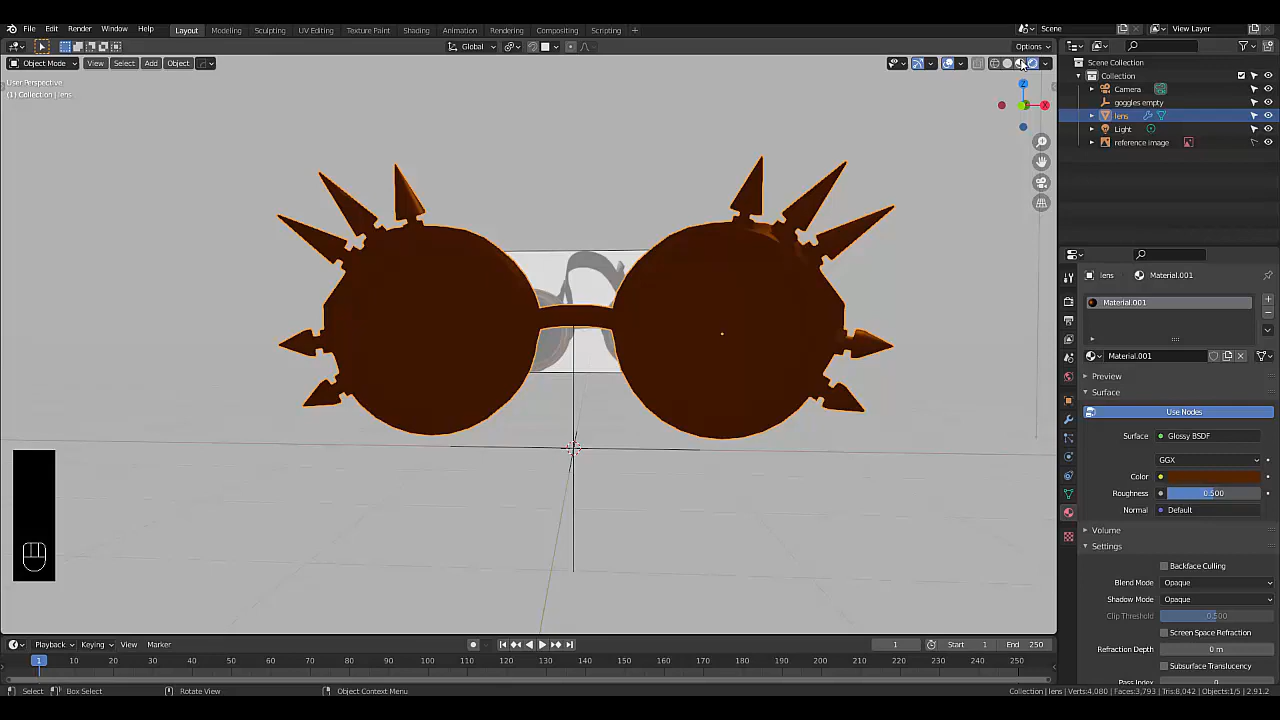 File Edit Render Window Help Layout Modeling Sculpting UV Editing Texture Paint Shading Animation Rendering Compositing Scripting + Scene View Layer
Global Options
Object Mode View Select Add Object
User Perspective
(1) Collection | lens
Z
X
Scene Collection
Collection
Camera
goggles empty
lens
Light
reference image
lens Material.001
Material.001
Material.001
Preview
Surface
Use Nodes
Surface Glossy BSDF
GGX
Color
Roughness 0.500
Normal Default
Volume
Settings
Backface Culling
Blend Mode Opaque
Shadow Mode Opaque
Clip Threshold 0.500
Screen Space Refraction
Refraction Depth 0 m
Subsurface Translucency
Pass Index 0
Playback Keying View Marker 1 Start 1 End 250
1 10 20 30 40 50 60 70 80 90 100 110 120 130 140 150 160 170 180 190 200 210 220 230 240 250
Select Box Select Rotate View Object Context Menu Collection | lens | Verts:4,080 | Faces:3,793 | Tris:8,042 | Objects:1/5 | 2.91.2